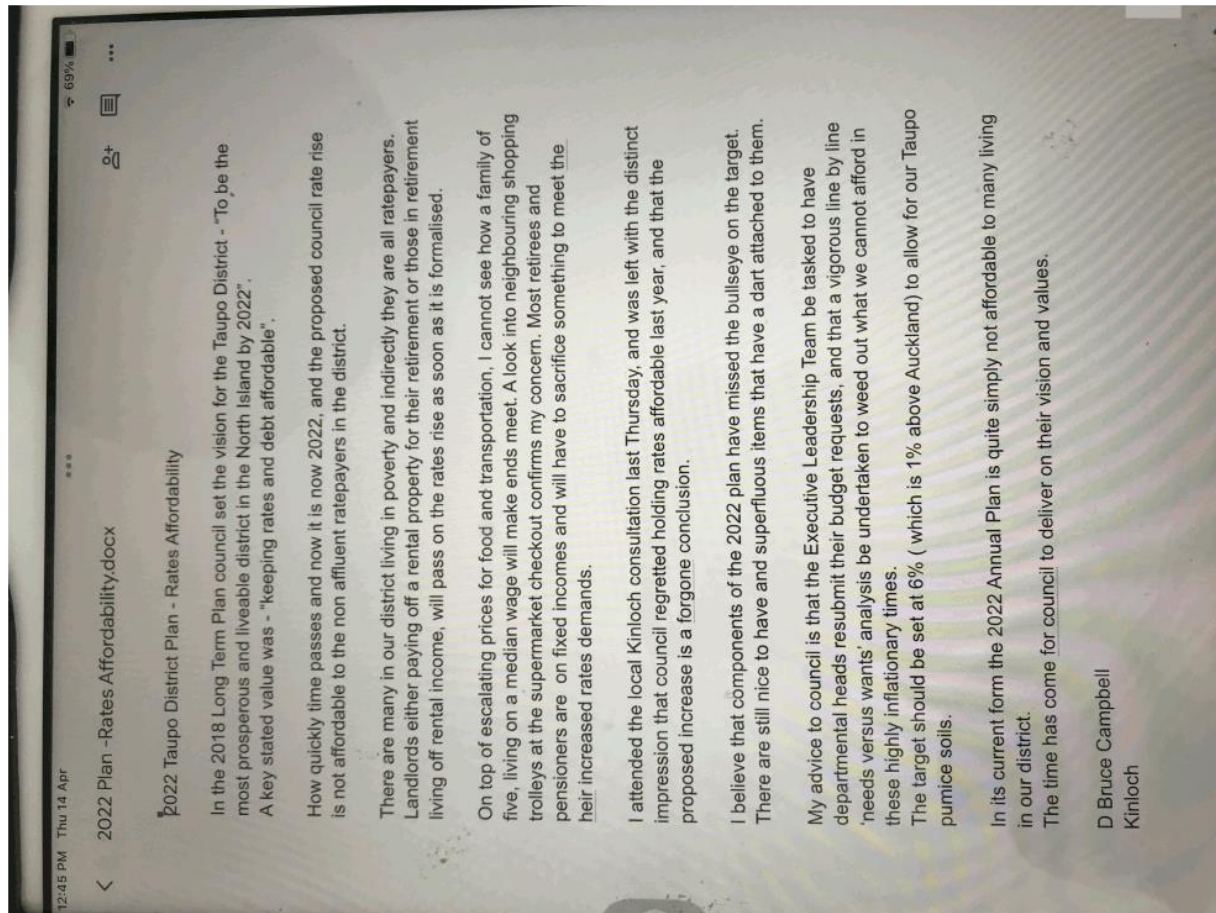 12:45 PM Thu 14 Apr
69%
2022 Plan -Rates Affordability.docx
2022 Taupo District Plan - Rates Affordability
In the 2018 Long Term Plan council set the vision for the Taupo District - "To be the
most prosperous and liveable district in the North Island by 2022".
A key stated value was - "keeping rates and debt affordable".
How quickly time passes and now it is now 2022, and the proposed council rate rise
is not affordable to the non affluent ratepayers in the district.
There are many in our district living in poverty and indirectly they are all ratepayers.
Landlords either paying off a rental property for their retirement or those in retirement
living off rental income, will pass on the rates rise as soon as it is formalised.
On top of escalating prices for food and transportation, I cannot see how a family of
five, living on a median wage will make ends meet. A look into neighbouring shopping
trolleys at the supermarket checkout confirms my concern. Most retirees and
pensioners are on fixed incomes and will have to sacrifice something to meet the
heir increased rates demands.
I attended the local Kinloch consultation last Thursday, and was left with the distinct
impression that council regretted holding rates affordable last year, and that the
proposed increase is a forgone conclusion.
I believe that components of the 2022 plan have missed the bullseye on the target.
There are still nice to have and superfluous items that have a dart attached to them.
My advice to council is that the Executive Leadership Team be tasked to have
departmental heads resubmit their budget requests, and that a vigorous line by line
'needs versus wants' analysis be undertaken to weed out what we cannot afford in
these highly inflationary times.
The target should be set at 6% ( which is 1% above Auckland) to allow for our Taupo
pumice soils.
In its current form the 2022 Annual Plan is quite simply not affordable to many living
in our district.
The time has come for council to deliver on their vision and values.
D Bruce Campbell
Kinloch